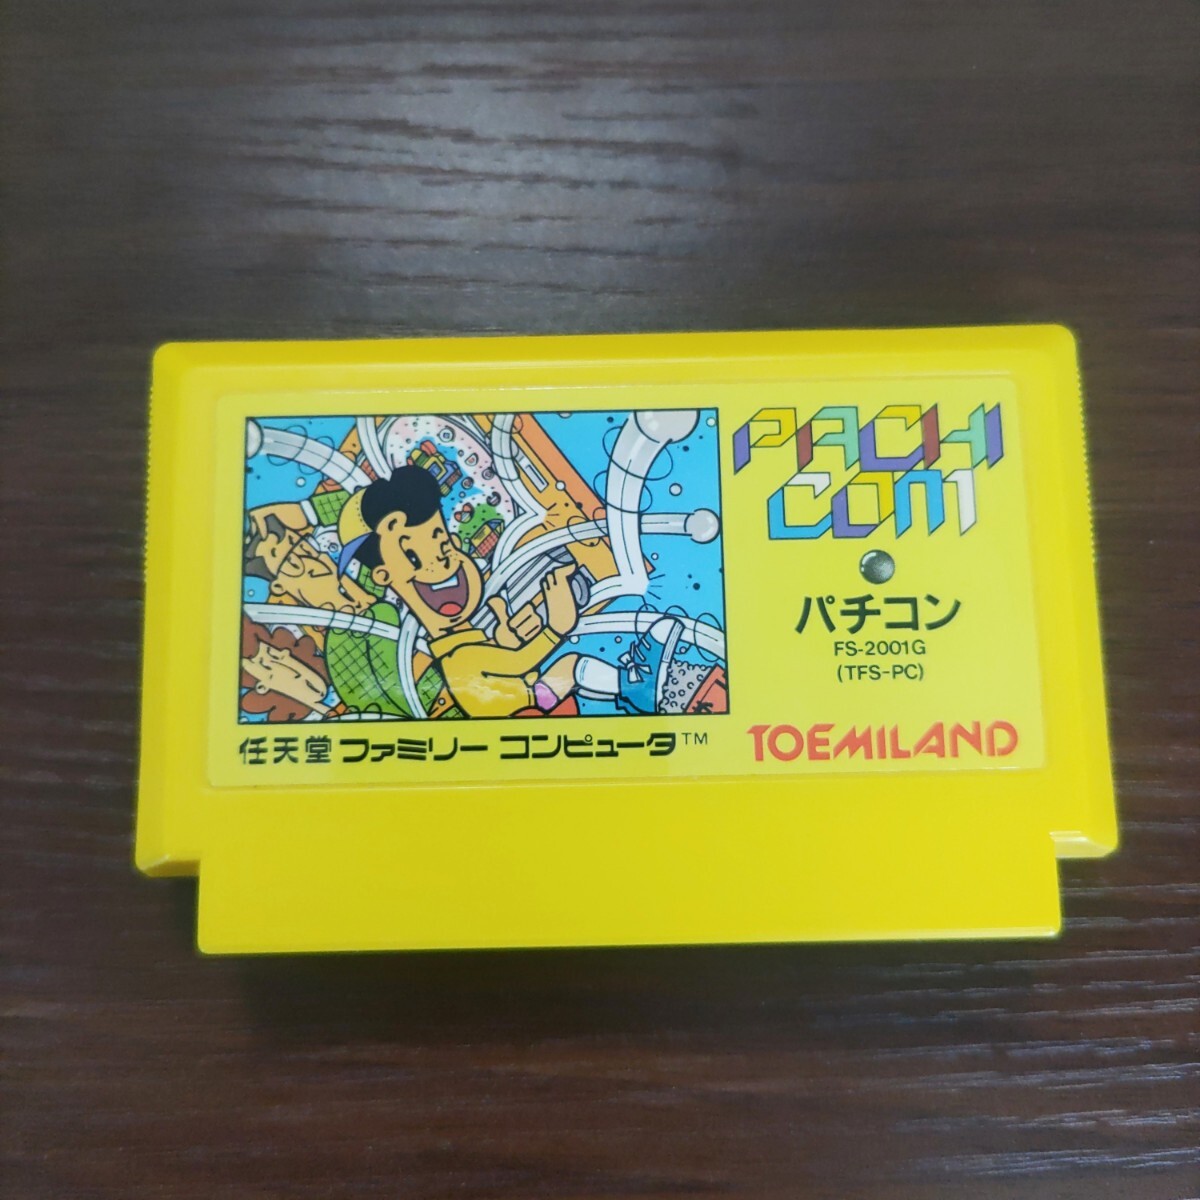 PACHI
COM
パチコン
FS-2001G
(TFS-PC)
任天堂 ファミリー コンピュータ™
TOEMILAND